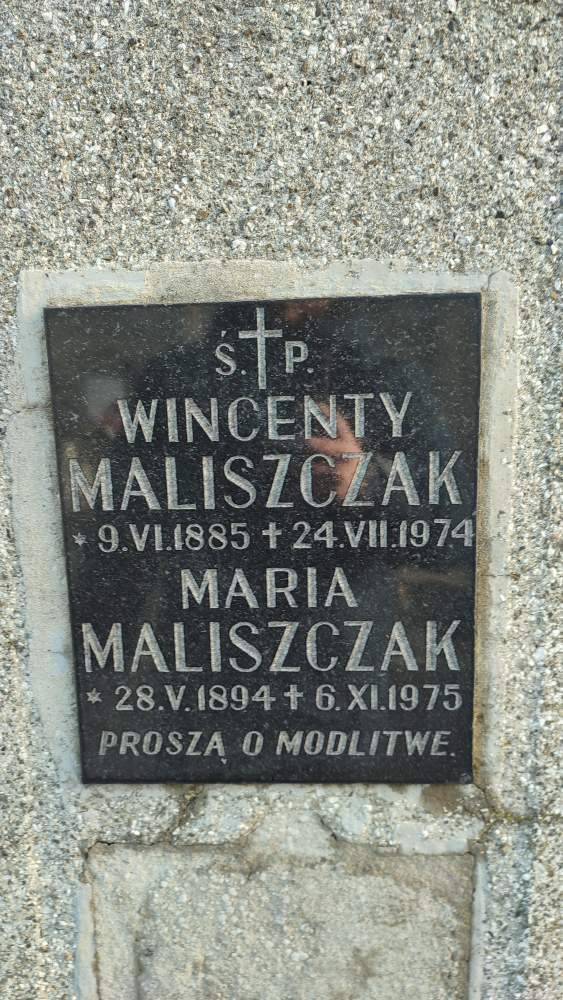 Ś. P.
WINCENTY
MALISZCZAK
* 9.VI.1885 † 24.VII.1974
MARIA
MALISZCZAK
* 28.V.1894 † 6.XI.1975
PROSZĄ O MODLITWE.